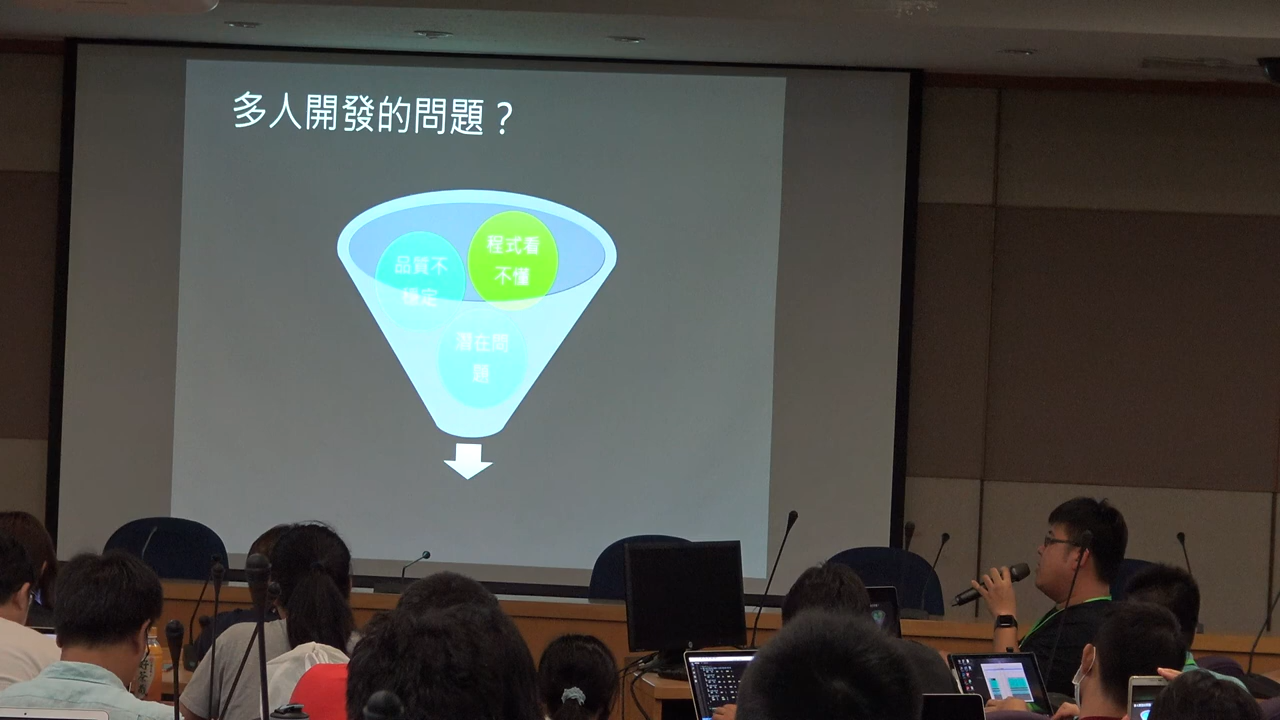 多人開發的問題？
程式看
不懂
品質不
穩定
潛在問
題